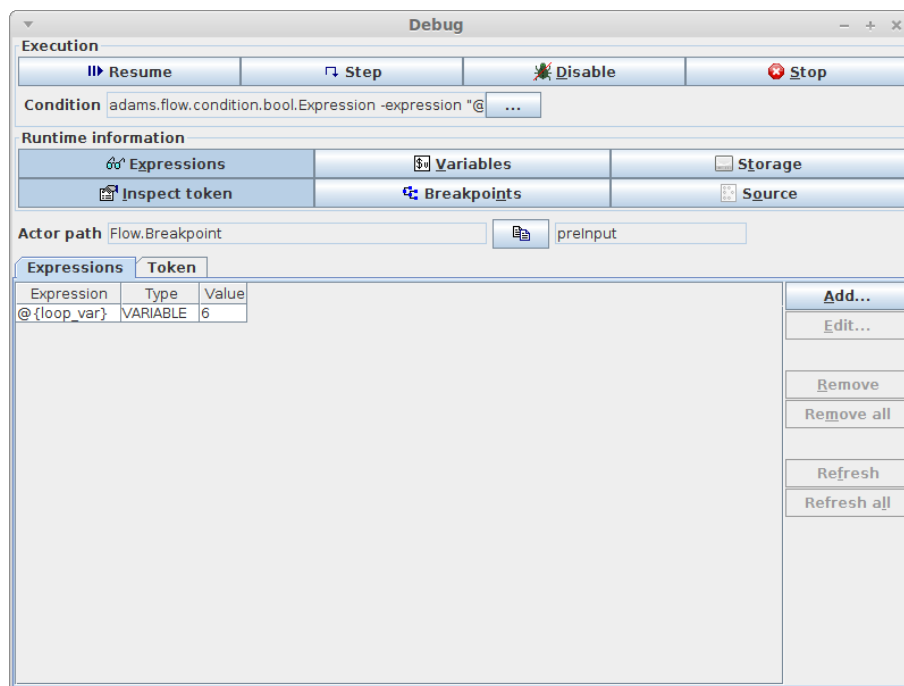 Debug
Execution
Resume Step Disable Stop
Condition adams.flow.condition.bool.Expression -expression "@ ...
Runtime information
Expressions Variables Storage
Inspect token Breakpoints Source
Actor path Flow.Breakpoint preInput
Expressions Token
Expression Type Value
@{loop_var} VARIABLE 6
Add...
Edit...
Remove
Remove all
Refresh
Refresh all